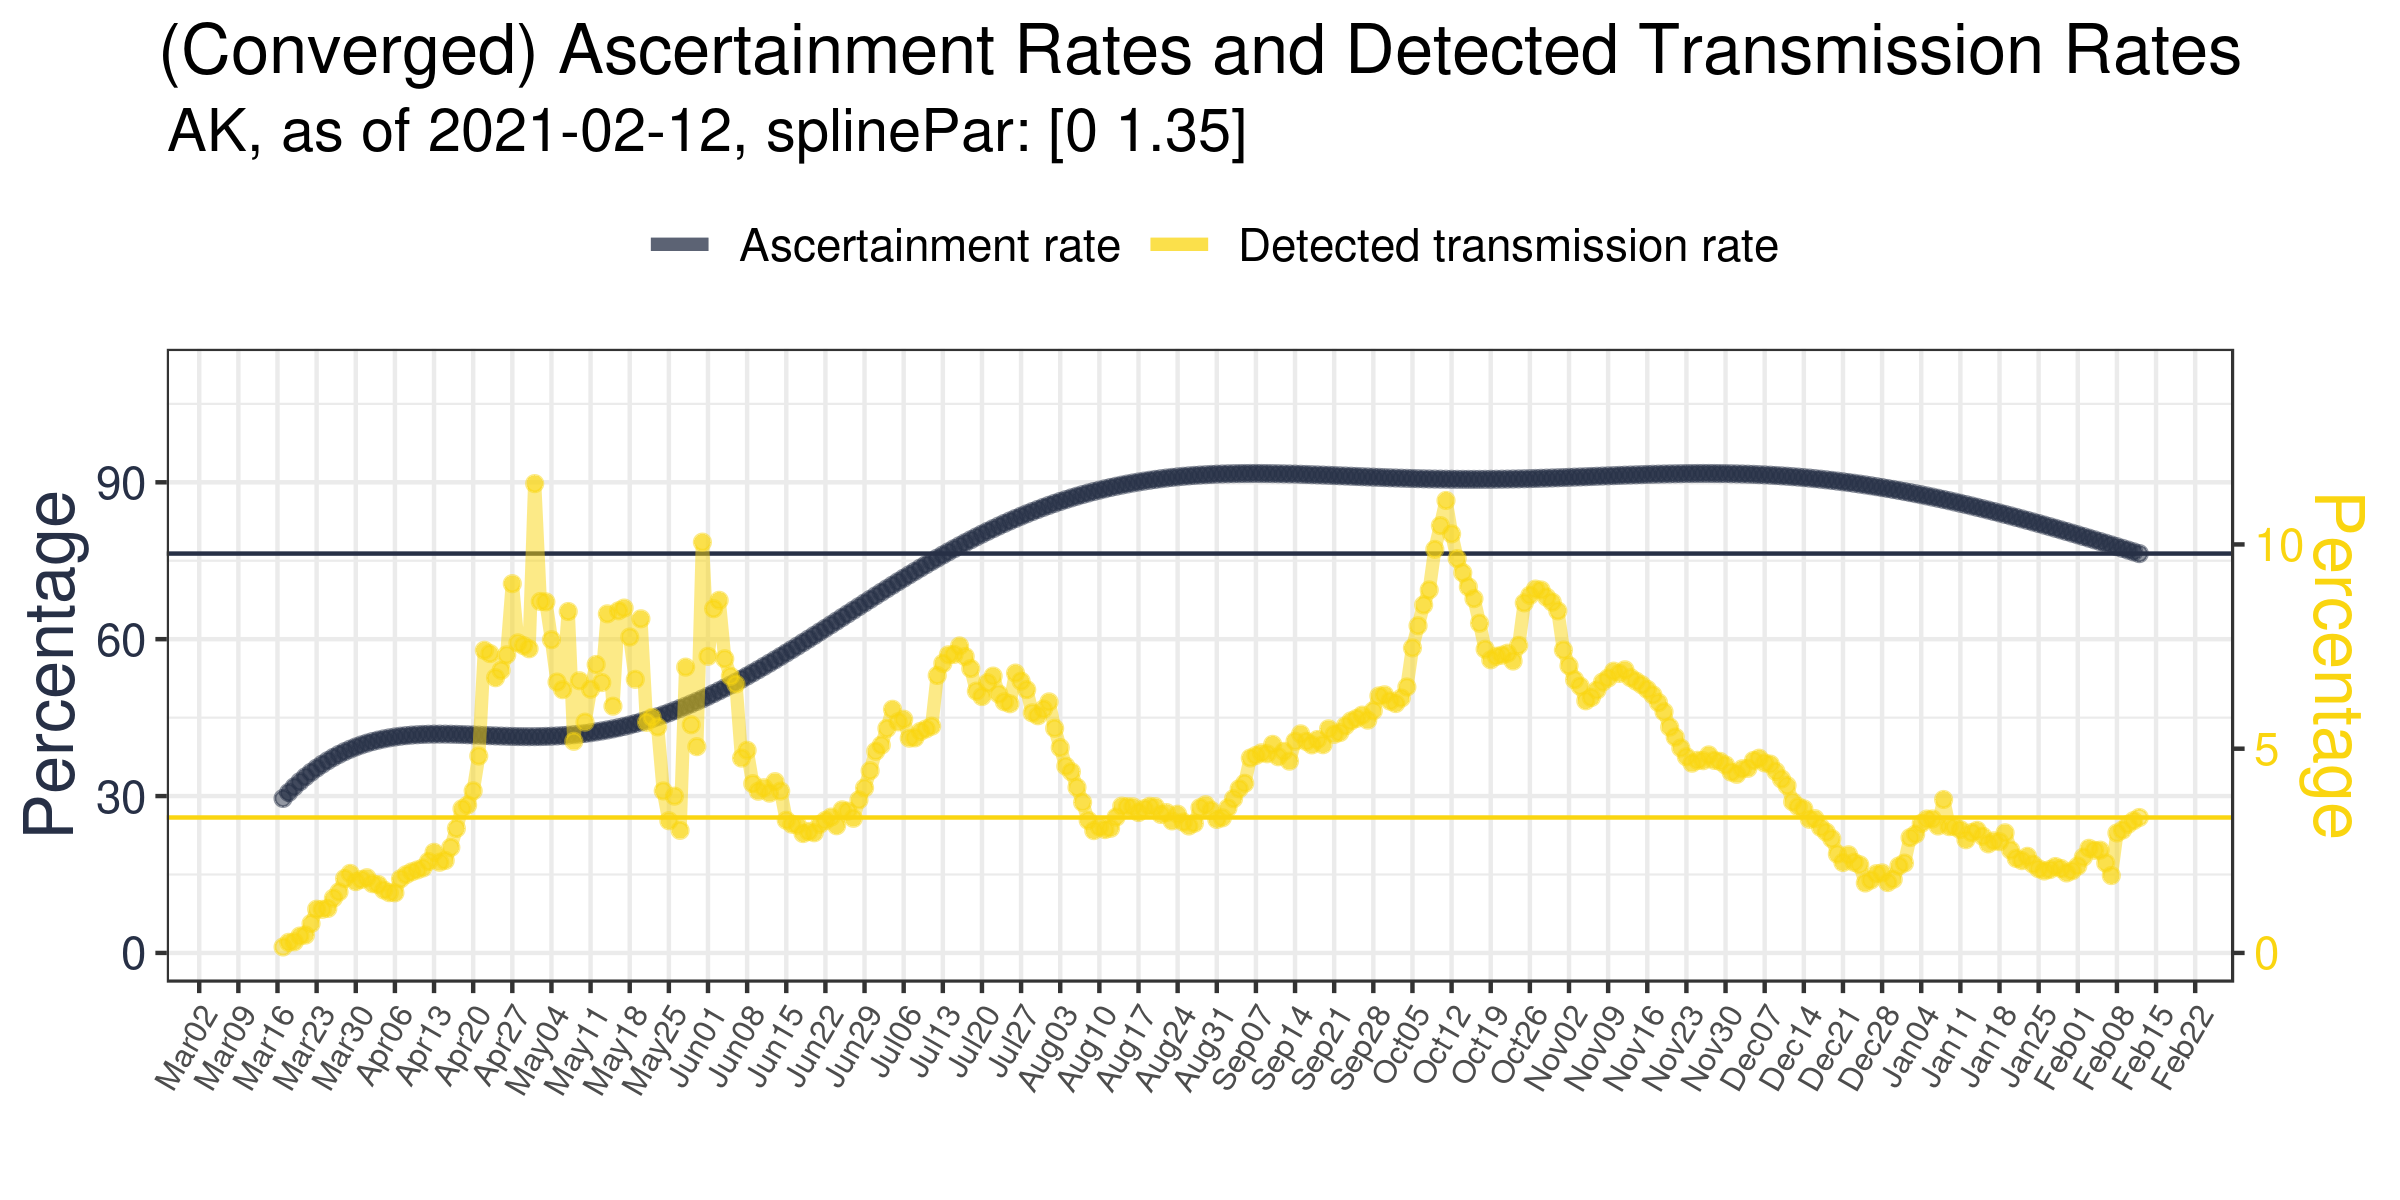 (Converged) Ascertainment Rates and Detected Transmission Rates
AK, as of 2021-02-12, splinePar: [0 1.35]
Ascertainment rate Detected transmission rate
Percentage
90
60
30
0
10
5
0
Percentage
Mar02 Mar09 Mar16 Mar23 Mar30 Apr06 Apr13 Apr20 Apr27 May04 May11 May18 May25 Jun01 Jun08 Jun15 Jun22 Jun29 Jul06 Jul13 Jul20 Jul27 Aug03 Aug10 Aug17 Aug24 Aug31 Sep07 Sep14 Sep21 Sep28 Oct05 Oct12 Oct19 Oct26 Nov02 Nov09 Nov16 Nov23 Nov30 Dec07 Dec14 Dec21 Dec28 Jan04 Jan11 Jan18 Jan25 Feb01 Feb08 Feb15 Feb22